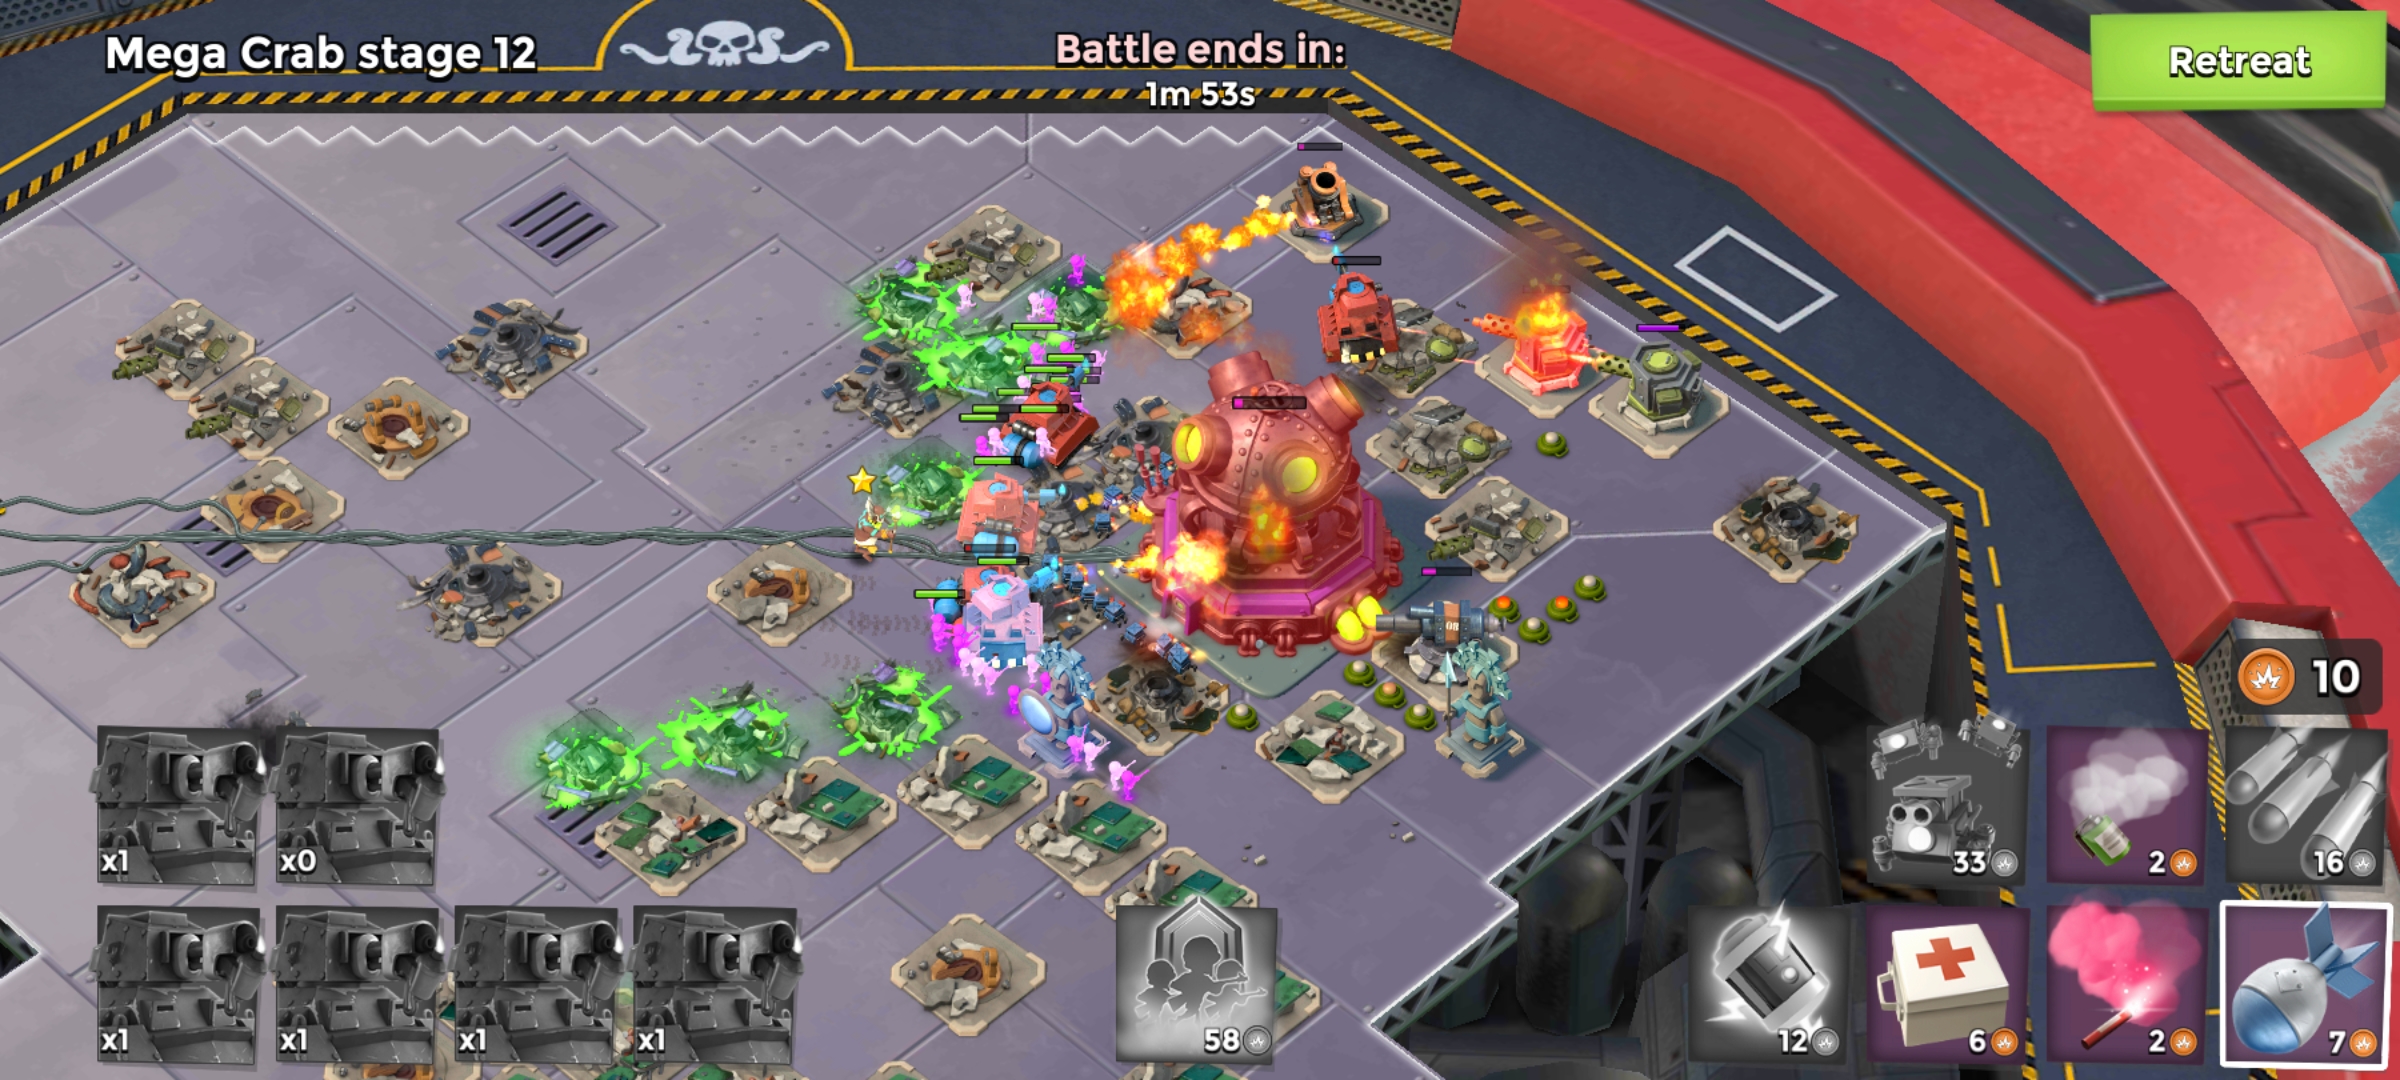 Mega Crab stage 12
Battle ends in:
1m 53s
Retreat
10
x1
x0
33
2
16
x1
x1
x1
x1
58
12
6
2
7